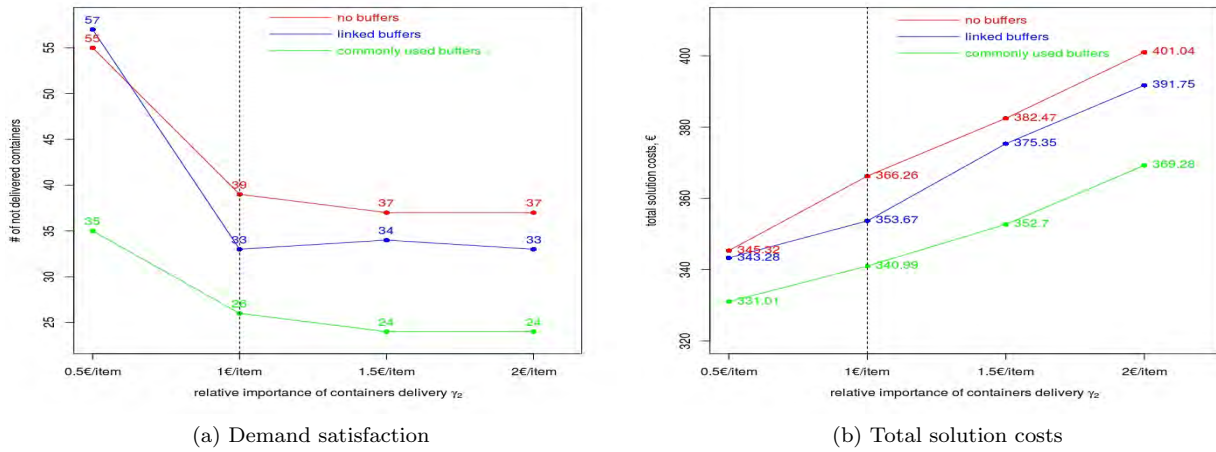 no buffers
linked buffers
commonly used buffers
# of not delivered containers
55
50
45
40
35
30
25
57
55
39
37
37
33
34
33
35
26
24
24
0.5€/item
1€/item
1.5€/item
2€/item
relative importance of containers delivery γ₂
(a) Demand satisfaction
no buffers
linked buffers
commonly used buffers
total solution costs, €
400
380
360
340
320
401.04
391.75
382.47
375.35
369.28
366.26
353.67
352.7
345.32
343.28
340.99
331.01
0.5€/item
1€/item
1.5€/item
2€/item
relative importance of containers delivery γ₂
(b) Total solution costs